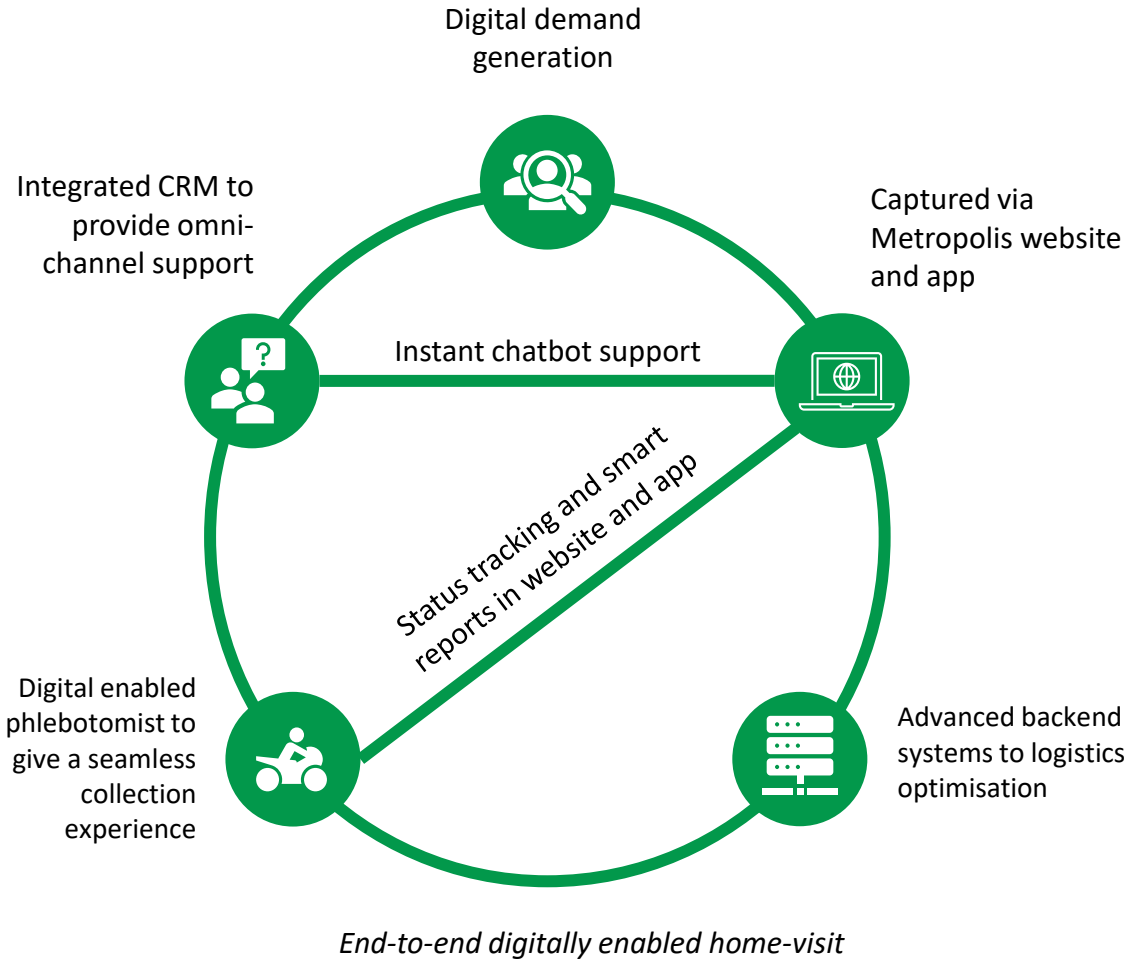 Digital demand
generation
Integrated CRM to
provide omni-
channel support
Captured via
Metropolis website
and app
?
Instant chatbot support
Status tracking and smart
reports in website and app
Digital enabled
phlebotomist to
give a seamless
collection
experience
Advanced backend
systems to logistics
optimisation
End-to-end digitally enabled home-visit